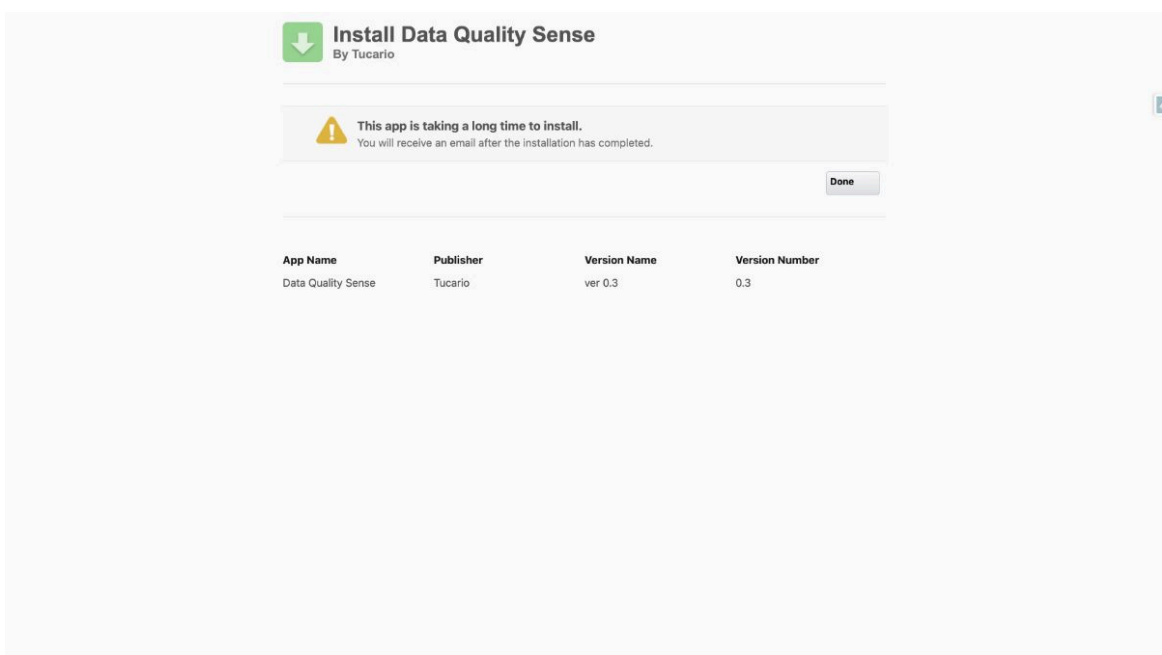 Install Data Quality Sense
By Tucario
This app is taking a long time to install.
You will receive an email after the installation has completed.
Done
App Name Publisher Version Name Version Number
Data Quality Sense Tucario ver 0.3 0.3